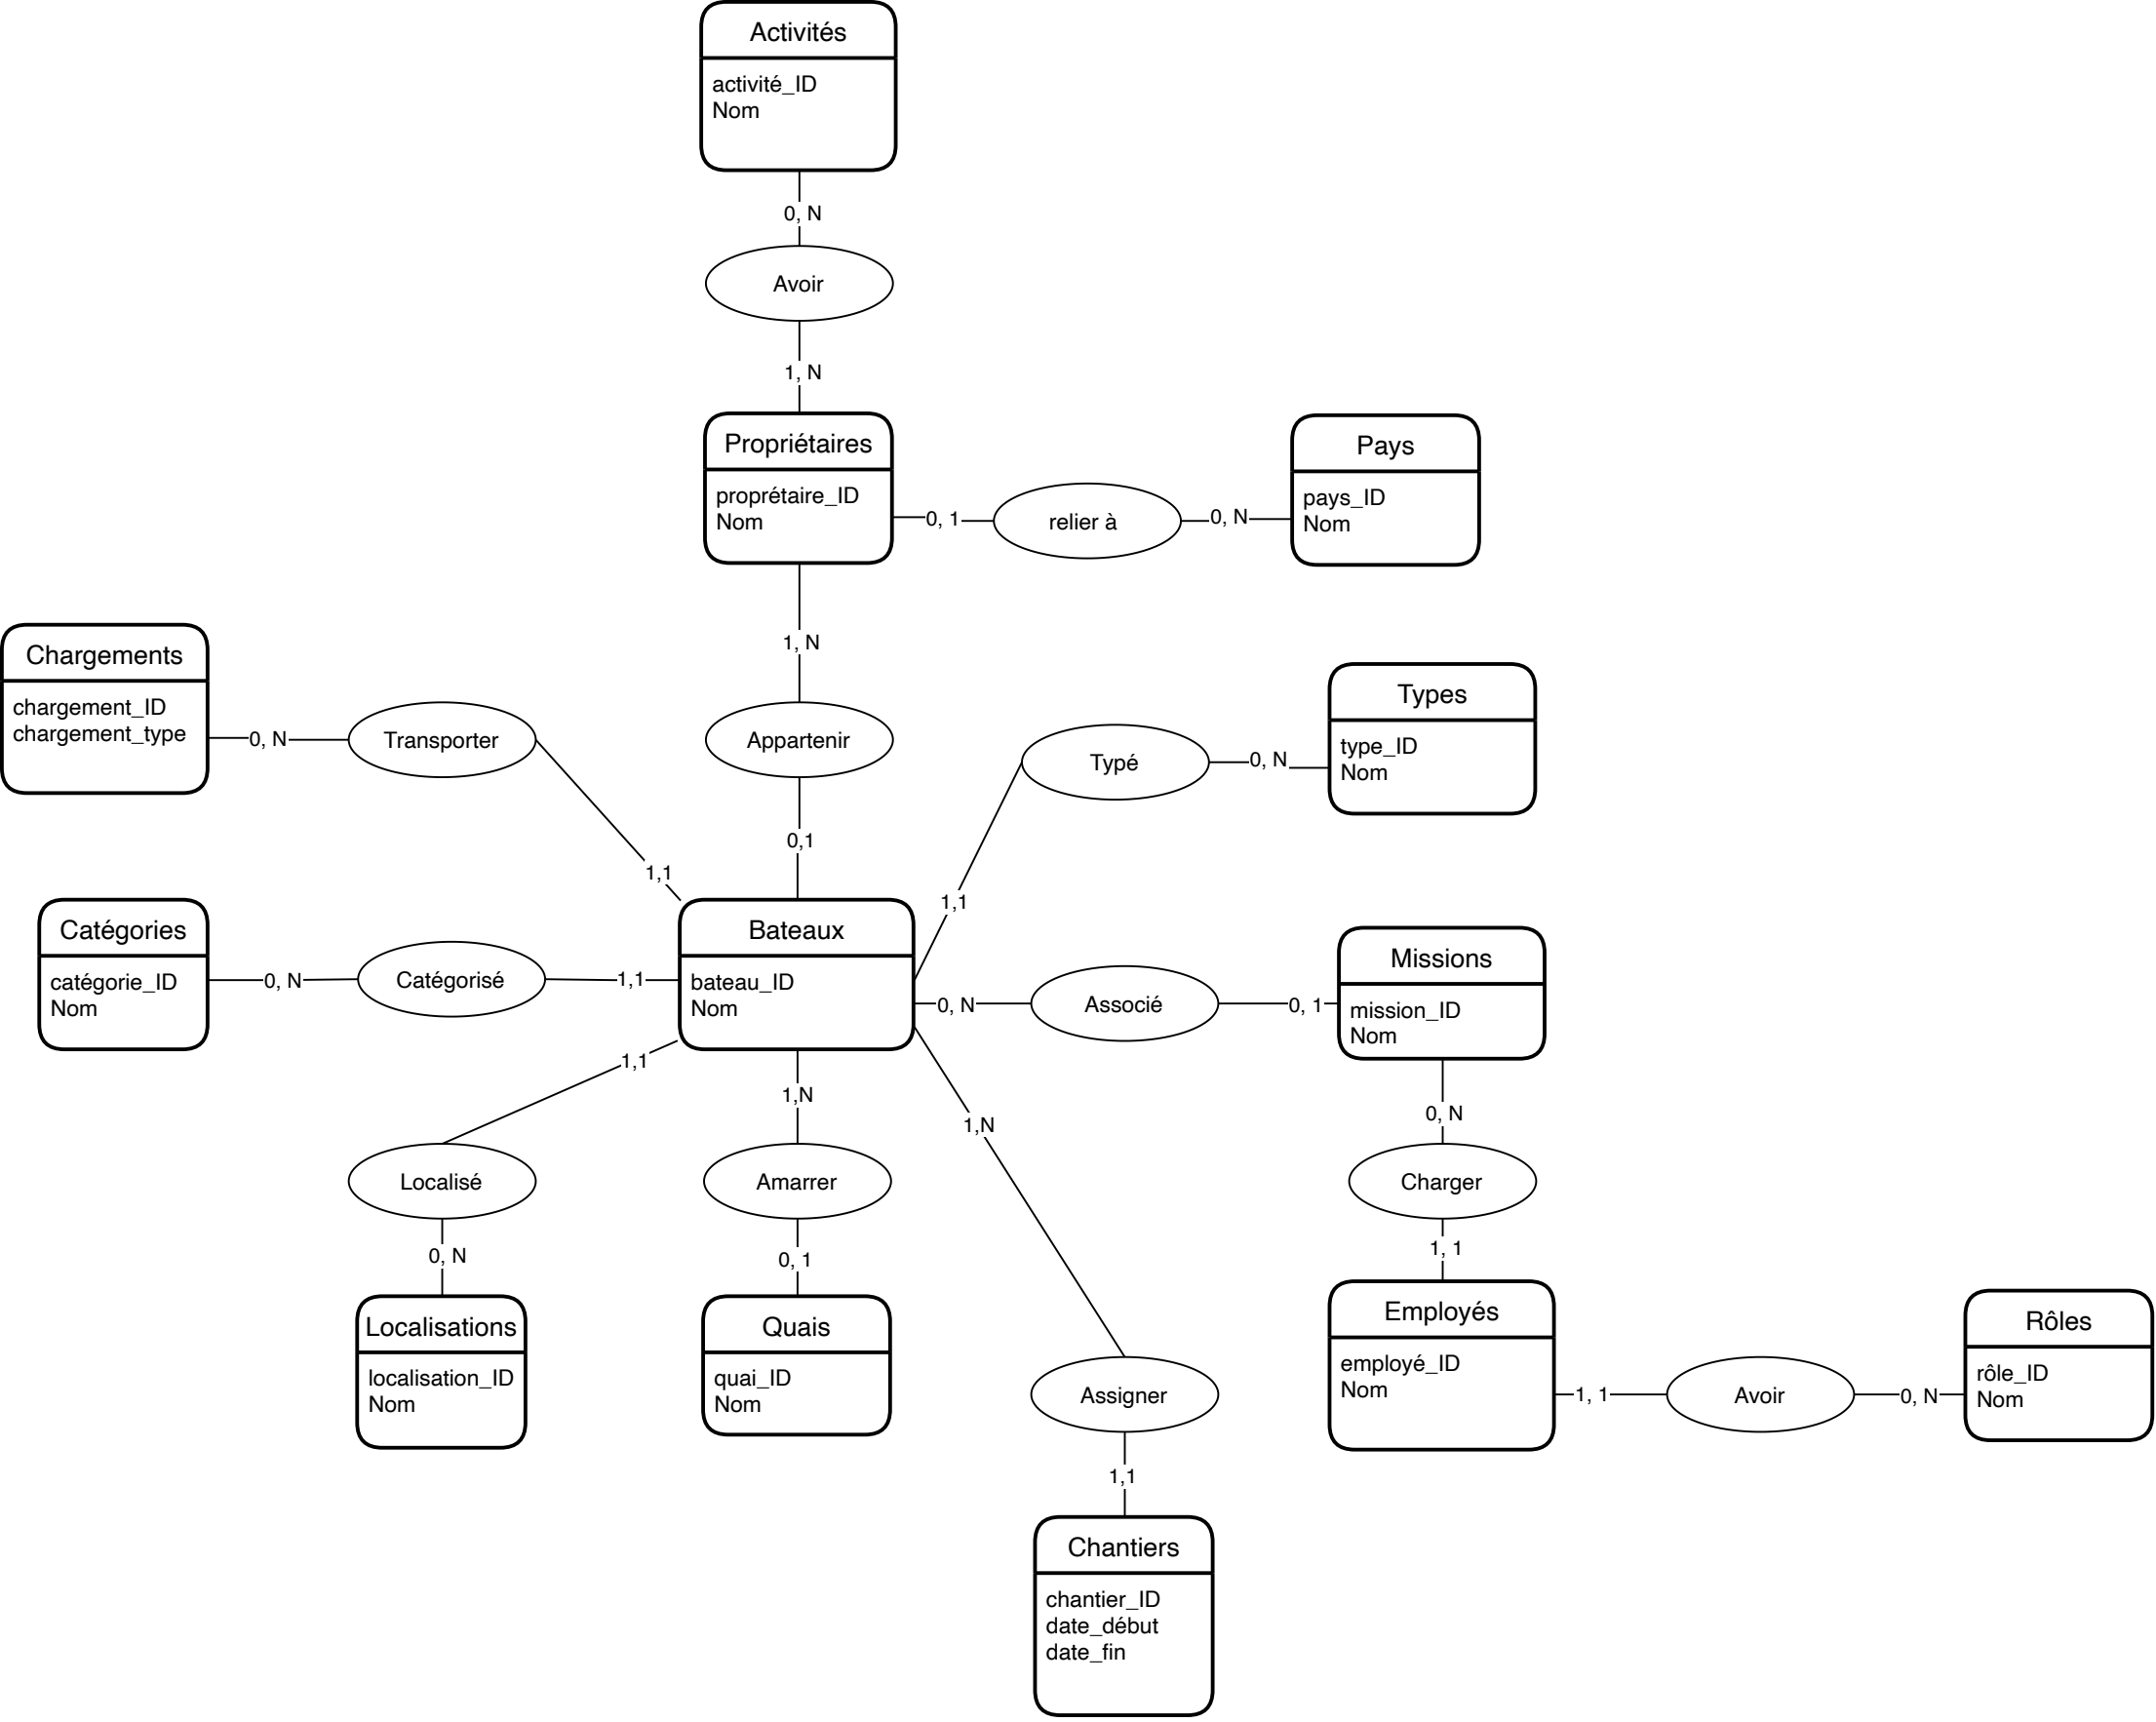 Activités
activité_ID
Nom
0, N
Avoir
1, N
Propriétaires
proprétaire_ID
Nom
0, 1
relier à
0, N
Pays
pays_ID
Nom
1, N
Chargements
chargement_ID
chargement_type
0, N
Transporter
1,1
Appartenir
0,1
Typé
1,1
0, N
Types
type_ID
Nom
Catégories
catégorie_ID
Nom
0, N
Catégorisé
1,1
Bateaux
bateau_ID
Nom
0, N
Associé
0, 1
Missions
mission_ID
Nom
1,1
Localisé
0, N
Localisations
localisation_ID
Nom
1,N
Amarrer
0, 1
Quais
quai_ID
Nom
1,N
Assigner
1,1
Chantiers
chantier_ID
date_début
date_fin
0, N
Charger
1, 1
Employés
employé_ID
Nom
1, 1
Avoir
0, N
Rôles
rôle_ID
Nom